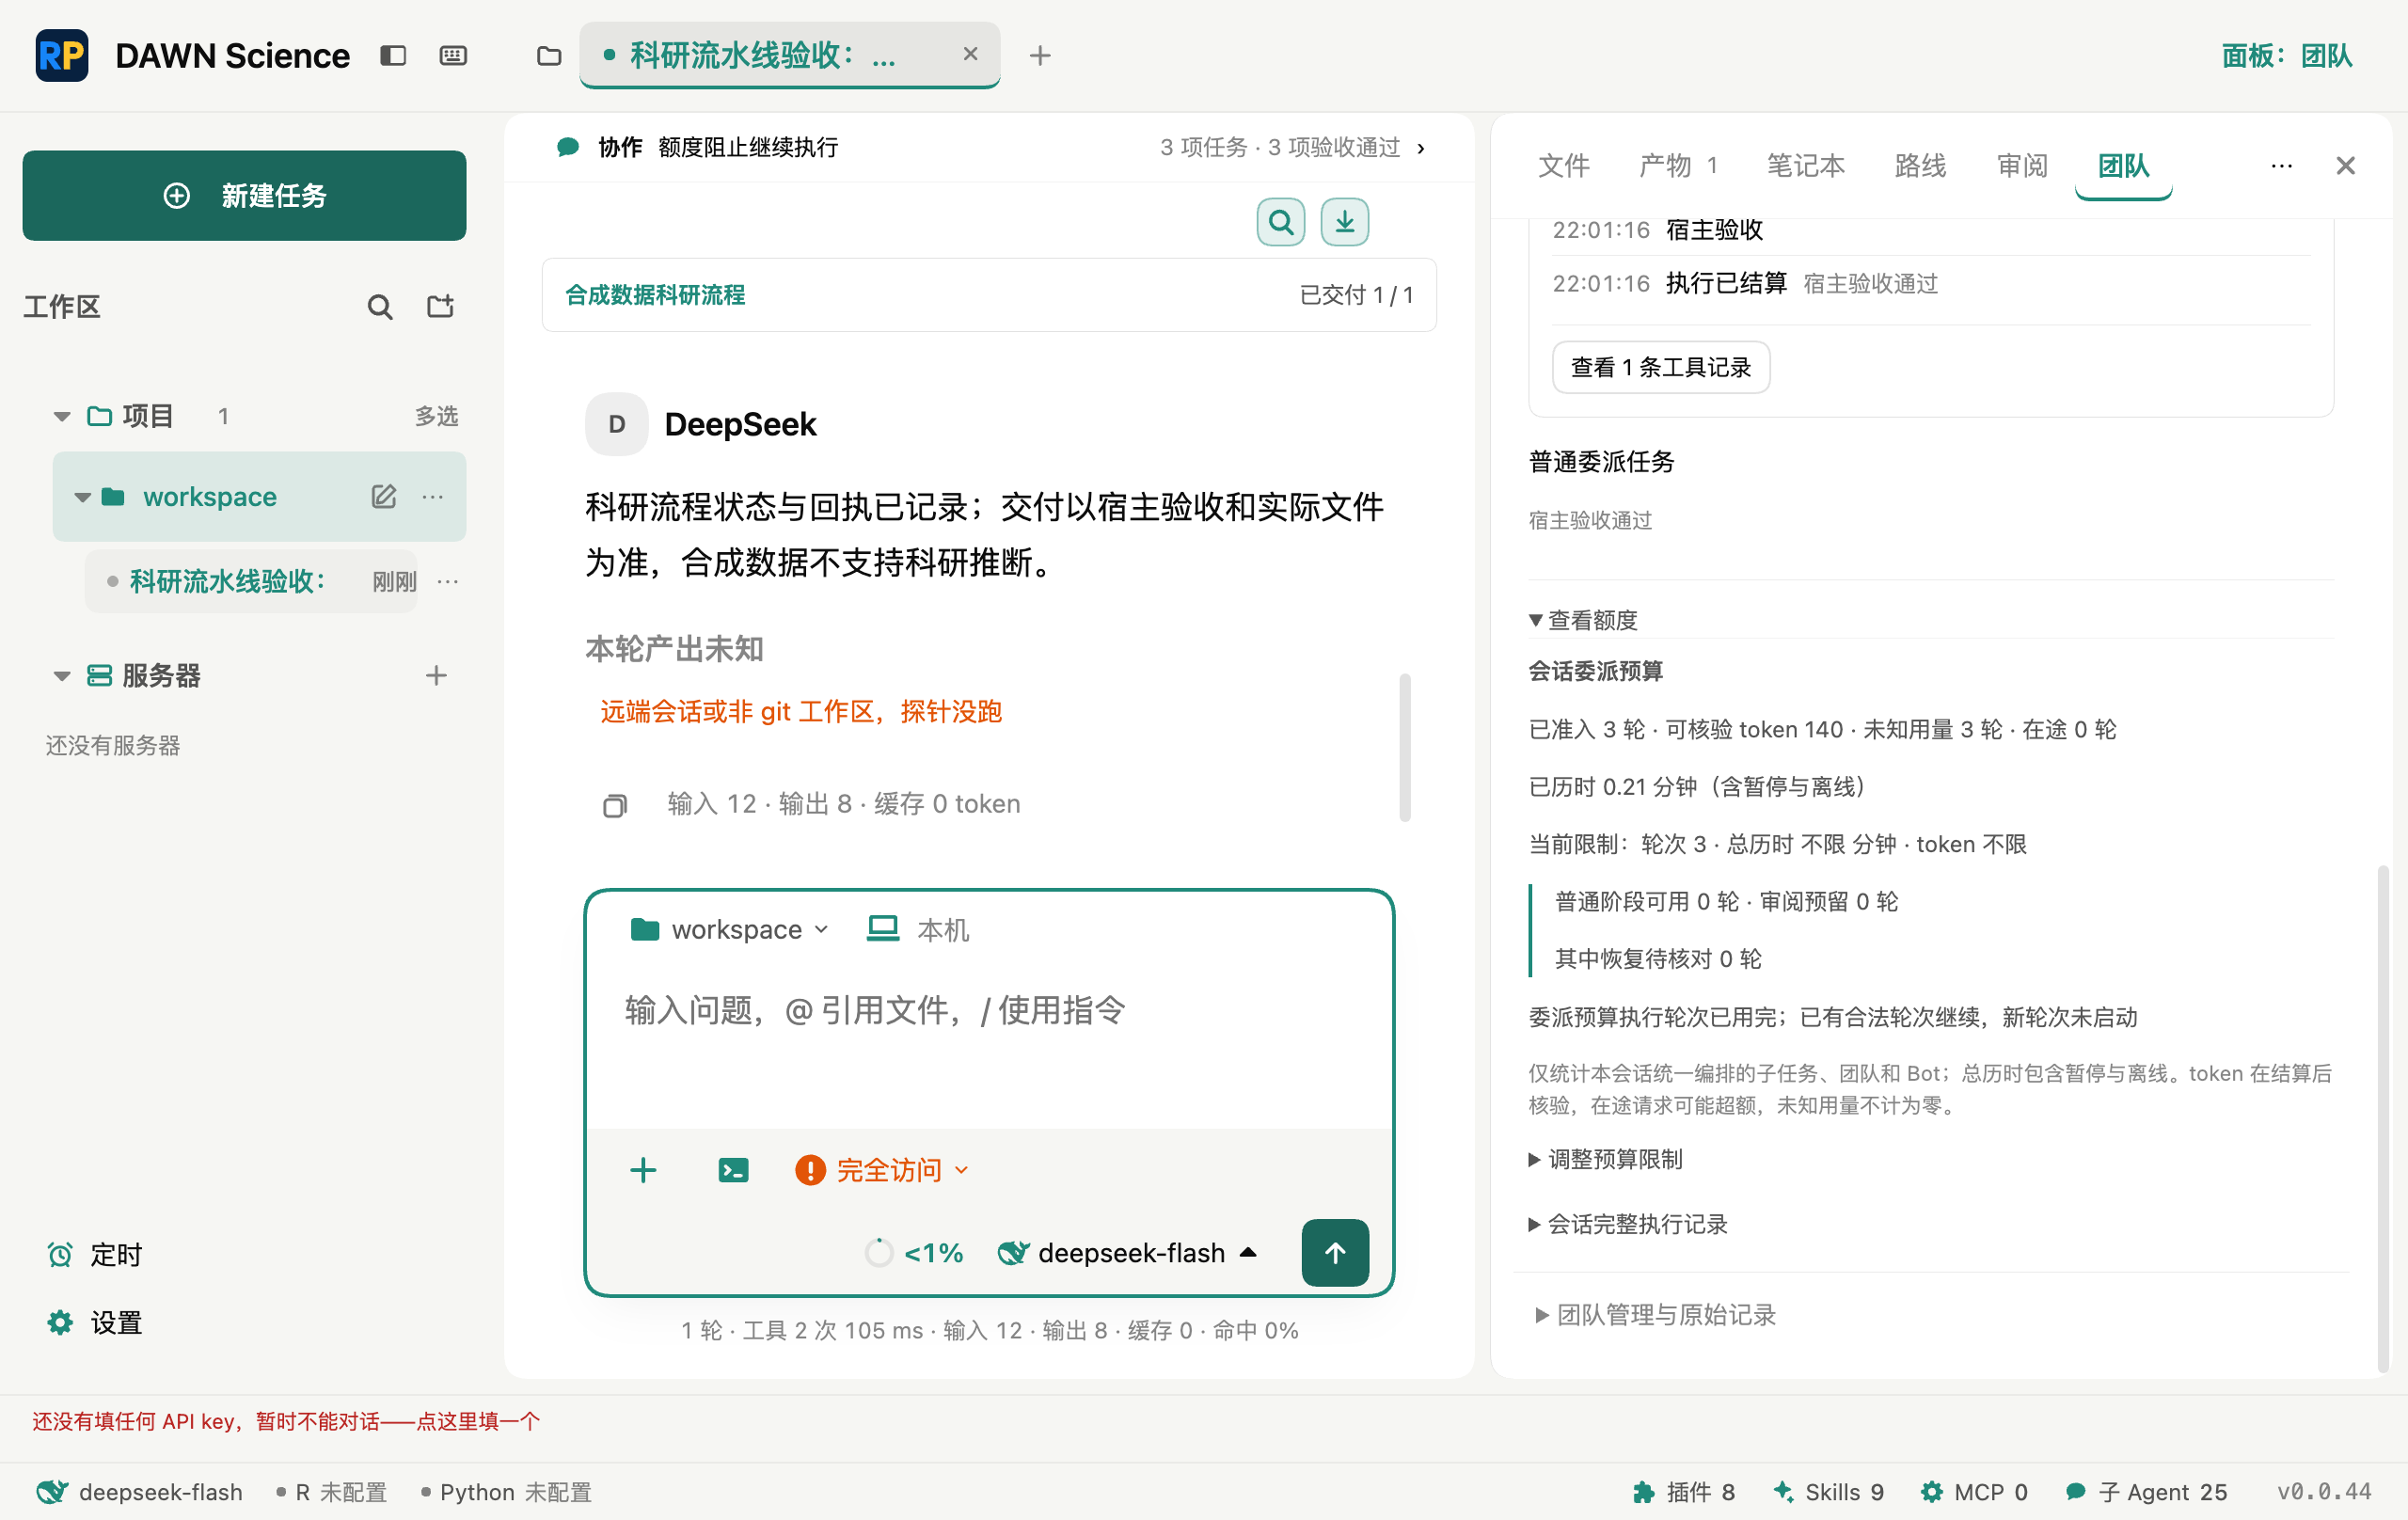 RP
DAWN Science
科研流水线验收：...
面板：团队
新建任务
工作区
项目 1 多选
workspace
科研流水线验收： 刚刚
服务器
还没有服务器
定时
设置
协作 额度阻止继续执行 3 项任务 · 3 项验收通过 ›
合成数据科研流程 已交付 1 / 1
D DeepSeek
科研流程状态与回执已记录；交付以宿主验收和实际文件
为准，合成数据不支持科研推断。
本轮产出未知
远端会话或非 git 工作区，探针没跑
输入 12 · 输出 8 · 缓存 0 token
workspace 本机
输入问题，@ 引用文件，/ 使用指令
完全访问
<1% deepseek-flash
1 轮 · 工具 2 次 105 ms · 输入 12 · 输出 8 · 缓存 0 · 命中 0%
文件 产物 1 笔记本 路线 审阅 团队 ...
22:01:16 宿主验收
22:01:16 执行已结算 宿主验收通过
查看 1 条工具记录
普通委派任务
宿主验收通过
查看额度
会话委派预算
已准入 3 轮 · 可核验 token 140 · 未知用量 3 轮 · 在途 0 轮
已历时 0.21 分钟（含暂停与离线）
当前限制：轮次 3 · 总历时 不限 分钟 · token 不限
普通阶段可用 0 轮 · 审阅预留 0 轮
其中恢复待核对 0 轮
委派预算执行轮次已用完；已有合法轮次继续，新轮次未启动
仅统计本会话统一编排的子任务、团队和 Bot；总历时包含暂停与离线。token 在结算后
核验，在途请求可能超额，未知用量不计为零。
调整预算限制
会话完整执行记录
团队管理与原始记录
还没有填任何 API key，暂时不能对话——点这里填一个
deepseek-flash R 未配置 Python 未配置
插件 8 Skills 9 MCP 0 子 Agent 25 v0.0.44